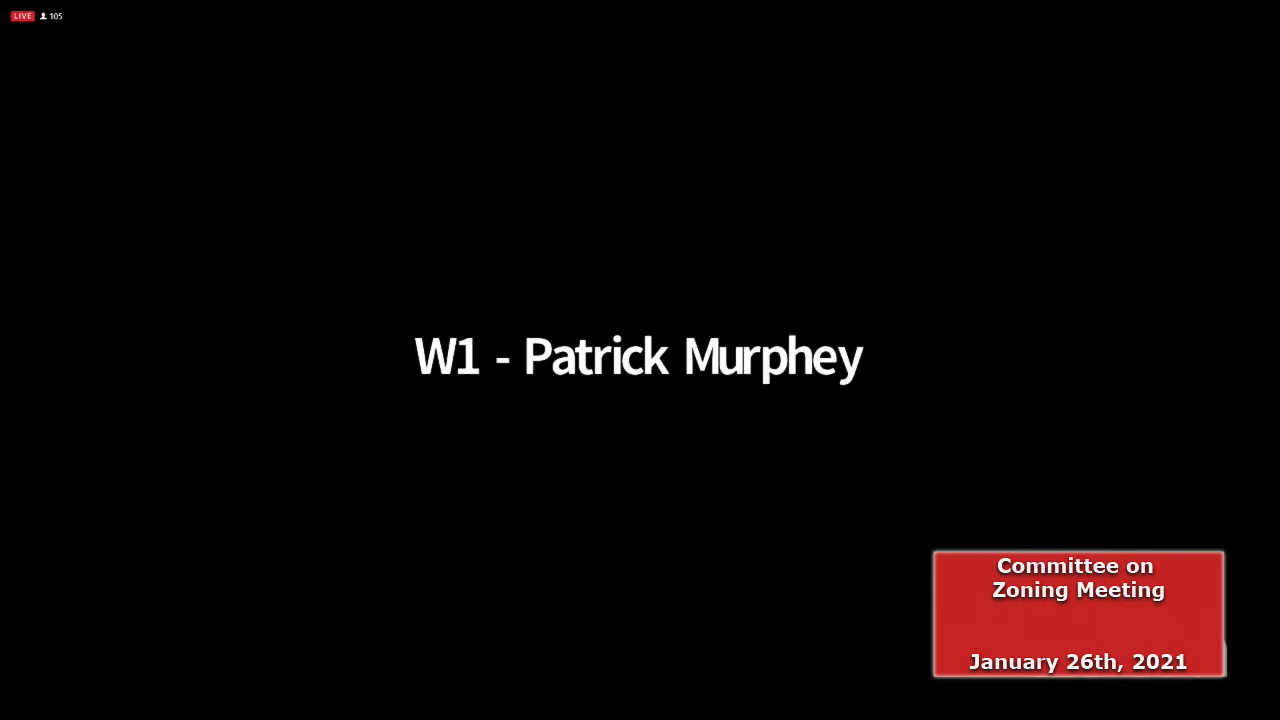 LIVE 105
W1 - Patrick Murphey
Committee on
Zoning Meeting
January 26th, 2021